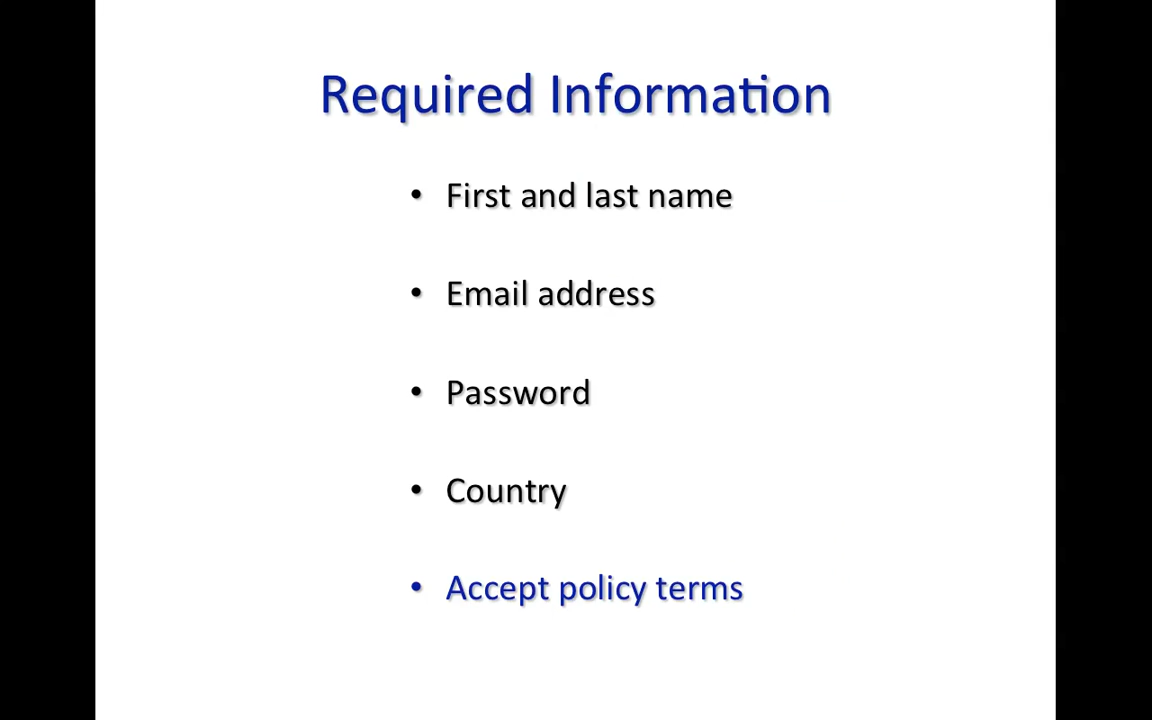 Required Information
• First and last name
• Email address
• Password
• Country
• Accept policy terms